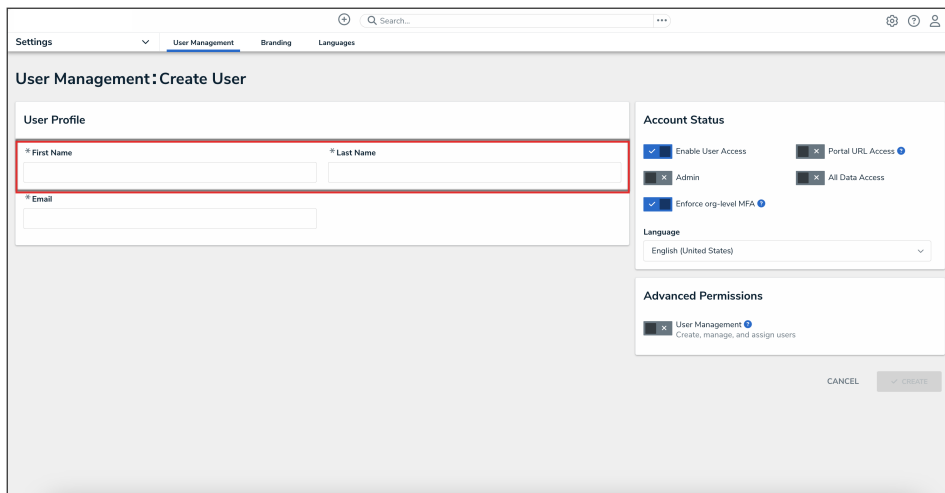 Search...
Settings
User Management
Branding
Languages
User Management: Create User
User Profile
* First Name
* Last Name
* Email
Account Status
Enable User Access
Portal URL Access ?
Admin
All Data Access
Enforce org-level MFA ?
Language
English (United States)
Advanced Permissions
User Management ?
Create, manage, and assign users
CANCEL
CREATE